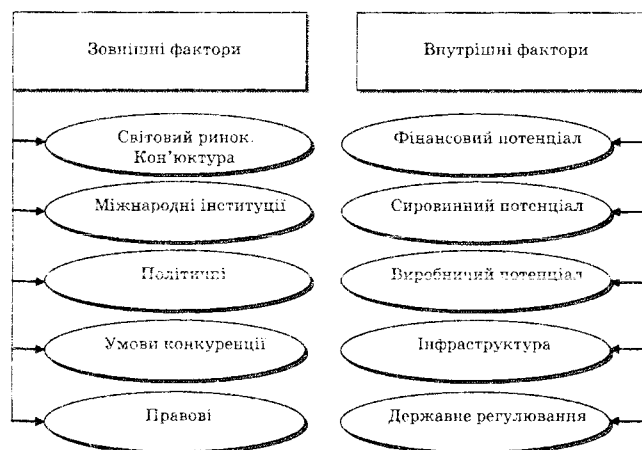 Зовнішні фактори
Внутрішні фактори
Світовий ринок.
Кон’юктура
Фінансовий потенціал
Міжнародні інституції
Сировинний потенціал
Політичні
Виробничий потенціал
Умови конкуренції
Інфраструктура
Правові
Державне регулювання